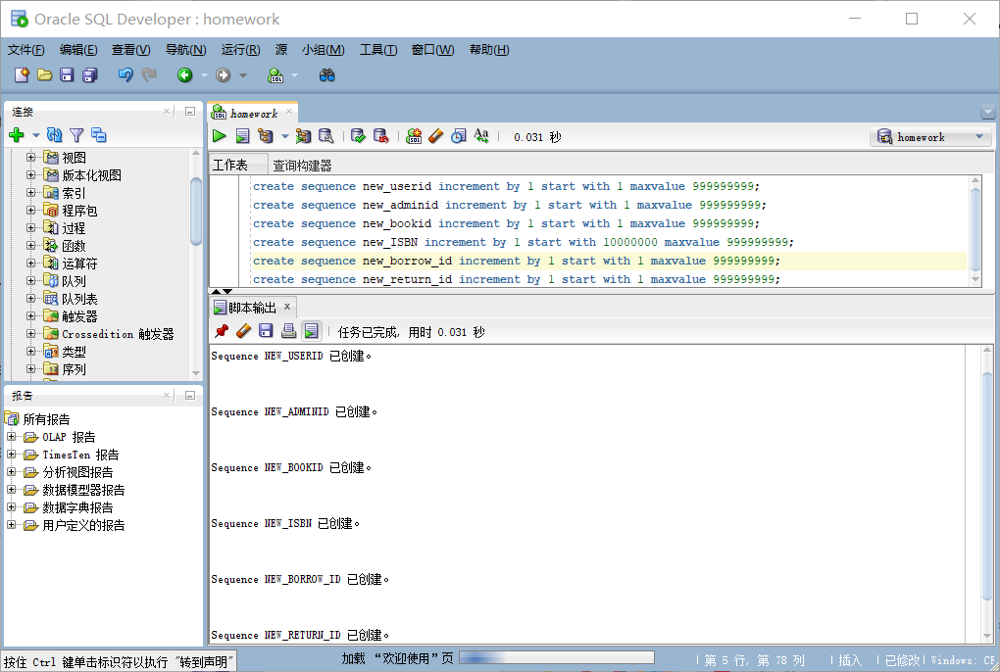 Oracle SQL Developer : homework
文件(F) 编辑(E) 查看(V) 导航(N) 运行(R) 源 小组(M) 工具(T) 窗口(W) 帮助(H)
连接
视图
版本化视图
索引
程序包
过程
函数
运算符
队列
队列表
触发器
Crossedition 触发器
类型
序列
报告
所有报告
OLAP 报告
TimesTen 报告
分析视图报告
数据模型器报告
数据字典报告
用户定义的报告
homework
0.031 秒
homework
工作表 查询构建器
create sequence new_userid increment by 1 start with 1 maxvalue 999999999;
create sequence new_adminid increment by 1 start with 1 maxvalue 999999999;
create sequence new_bookid increment by 1 start with 1 maxvalue 999999999;
create sequence new_ISBN increment by 1 start with 10000000 maxvalue 999999999;
create sequence new_borrow_id increment by 1 start with 1 maxvalue 999999999;
create sequence new_return_id increment by 1 start with 1 maxvalue 999999999;
脚本输出 x
任务已完成, 用时 0.031 秒
Sequence NEW_USERID 已创建。
Sequence NEW_ADMINID 已创建。
Sequence NEW_BOOKID 已创建。
Sequence NEW_ISBN 已创建。
Sequence NEW_BORROW_ID 已创建。
Sequence NEW_RETURN_ID 已创建。
按住 Ctrl 键单击标识符以执行 "转到声明"
加载 “欢迎使用” 页
第 5 行, 第 78 列 | 插入 | 已修改 | Windows: CF